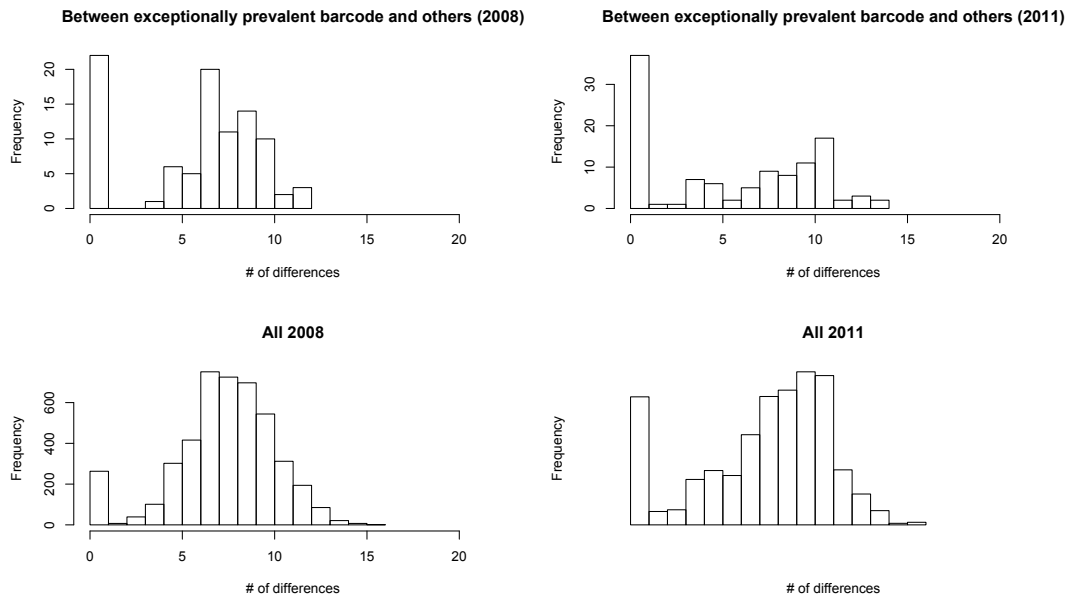 Between exceptionally prevalent barcode and others (2008)
Frequency
0 5 10 15 20
0 5 10 15 20
# of differences
Between exceptionally prevalent barcode and others (2011)
Frequency
0 10 20 30
0 5 10 15 20
# of differences
All 2008
Frequency
0 200 400 600
0 5 10 15 20
# of differences
All 2011
Frequency
# of differences